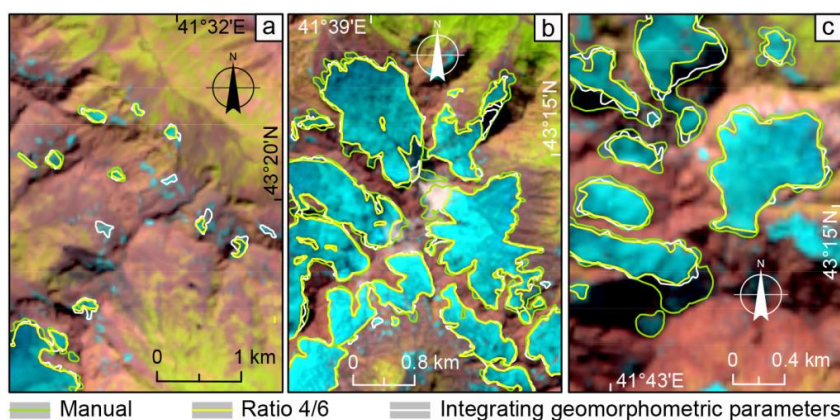 41°32'E
a
N
43°20'N
0 1 km
41°39'E
b
N
43°15'N
0 0.8 km
c
43°15'N
N
0 0.4 km
41°43'E
Manual Ratio 4/6 Integrating geomorphometric parameters